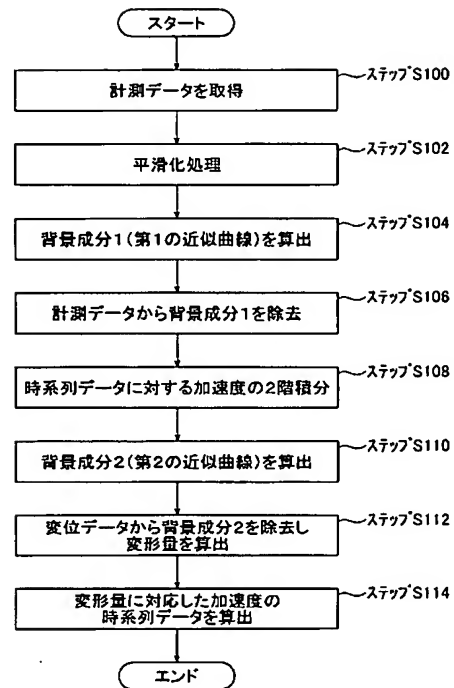 スタート
計測データを取得
ステップS100
平滑化処理
ステップS102
背景成分1(第1の近似曲線)を算出
ステップS104
計測データから背景成分1を除去
ステップS106
時系列データに対する加速度の2階積分
ステップS108
背景成分2(第2の近似曲線)を算出
ステップS110
変位データから背景成分2を除去し
変形量を算出
ステップS112
変形量に対応した加速度の
時系列データを算出
ステップS114
エンド